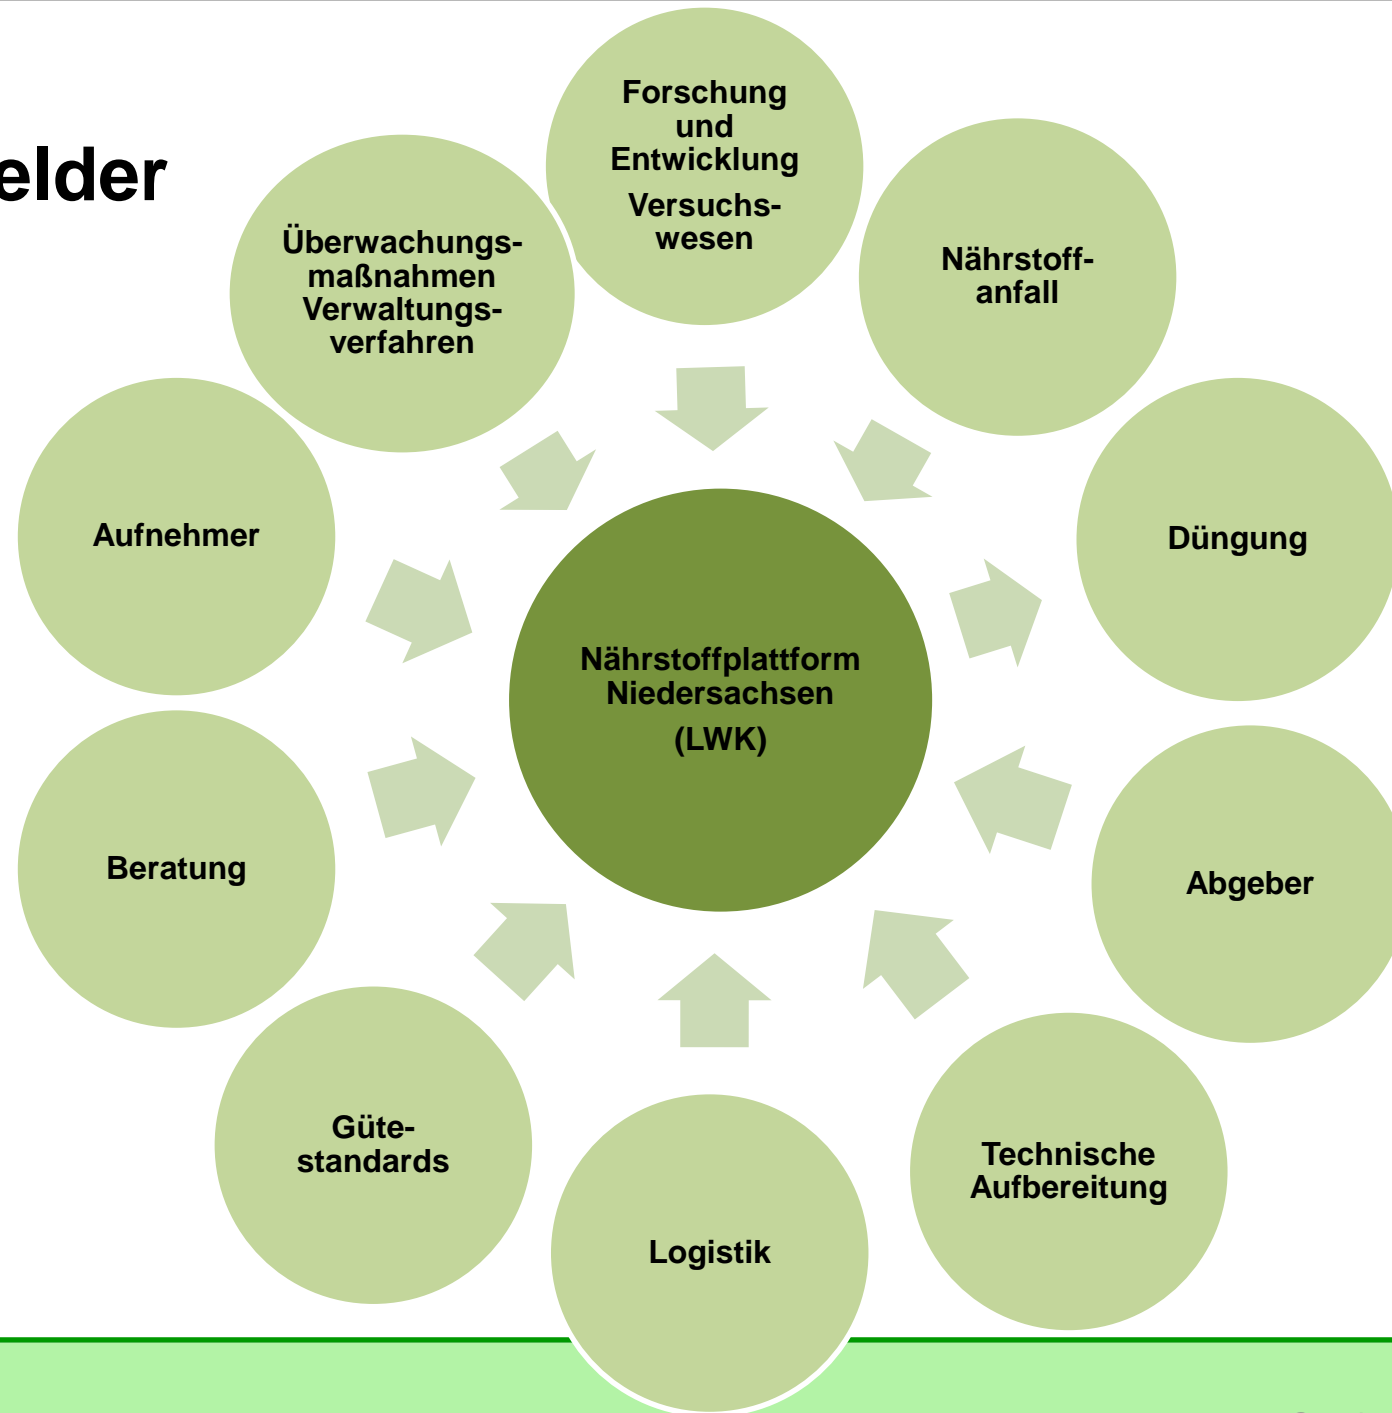 elder
Forschung
und
Entwicklung
Versuchs-
wesen
Nährstoff-
anfall
Düngung
Abgeber
Technische
Aufbereitung
Logistik
Güte-
standards
Beratung
Aufnehmer
Überwachungs-
maßnahmen
Verwaltungs-
verfahren
Nährstoffplattform
Niedersachsen
(LWK)